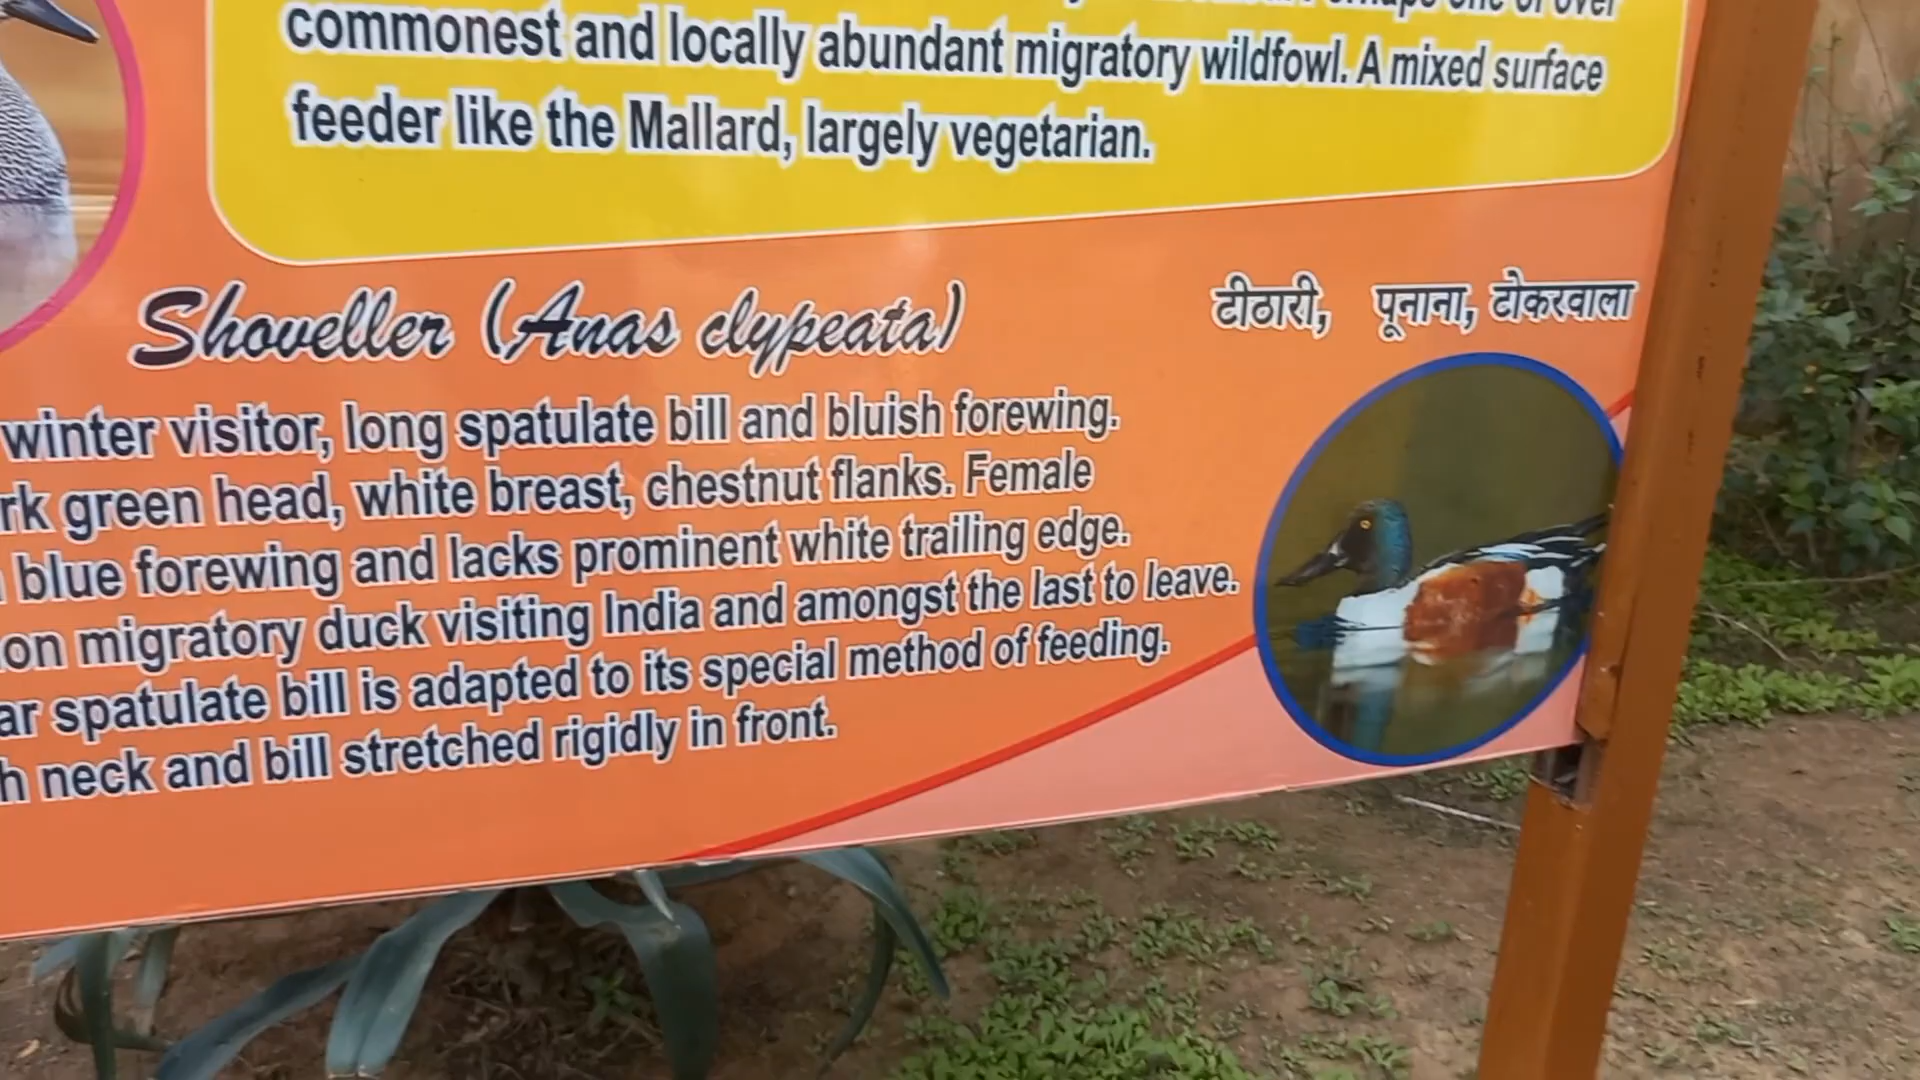 commonest and locally abundant migratory wildfowl. A mixed surface
feeder like the Mallard, largely vegetarian.
Shoveller (Anas clypeata) टीठारी, पूनाना, टोकरवाला
winter visitor, long spatulate bill and bluish forewing.
green head, white breast, chestnut flanks. Female
blue forewing and lacks prominent white trailing edge.
migratory duck visiting India and amongst the last to leave.
spatulate bill is adapted to its special method of feeding.
neck and bill stretched rigidly in front.